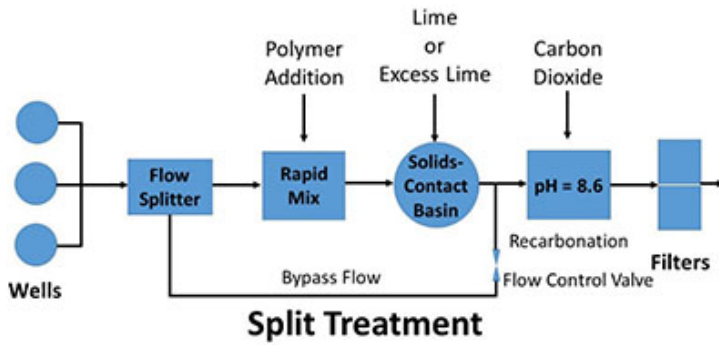 Lime
or
Excess Lime
Polymer
Addition
Carbon
Dioxide
Flow
Splitter
Rapid
Mix
Solids-
Contact
Basin
pH = 8.6
Recarbonation
Wells
Bypass Flow
Flow Control Valve
Filters
Split Treatment